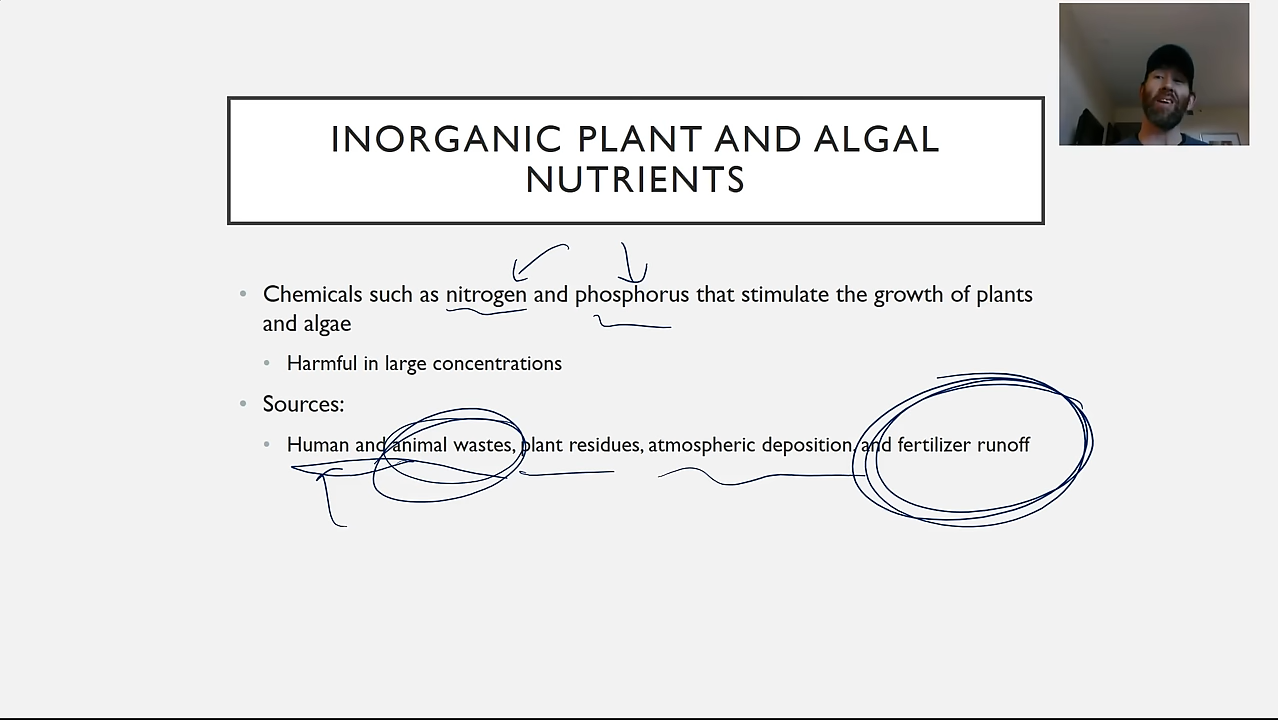 INORGANIC PLANT AND ALGAL
NUTRIENTS
• Chemicals such as nitrogen and phosphorus that stimulate the growth of plants
and algae
• Harmful in large concentrations
• Sources:
• Human and animal wastes, plant residues, atmospheric deposition, and fertilizer runoff